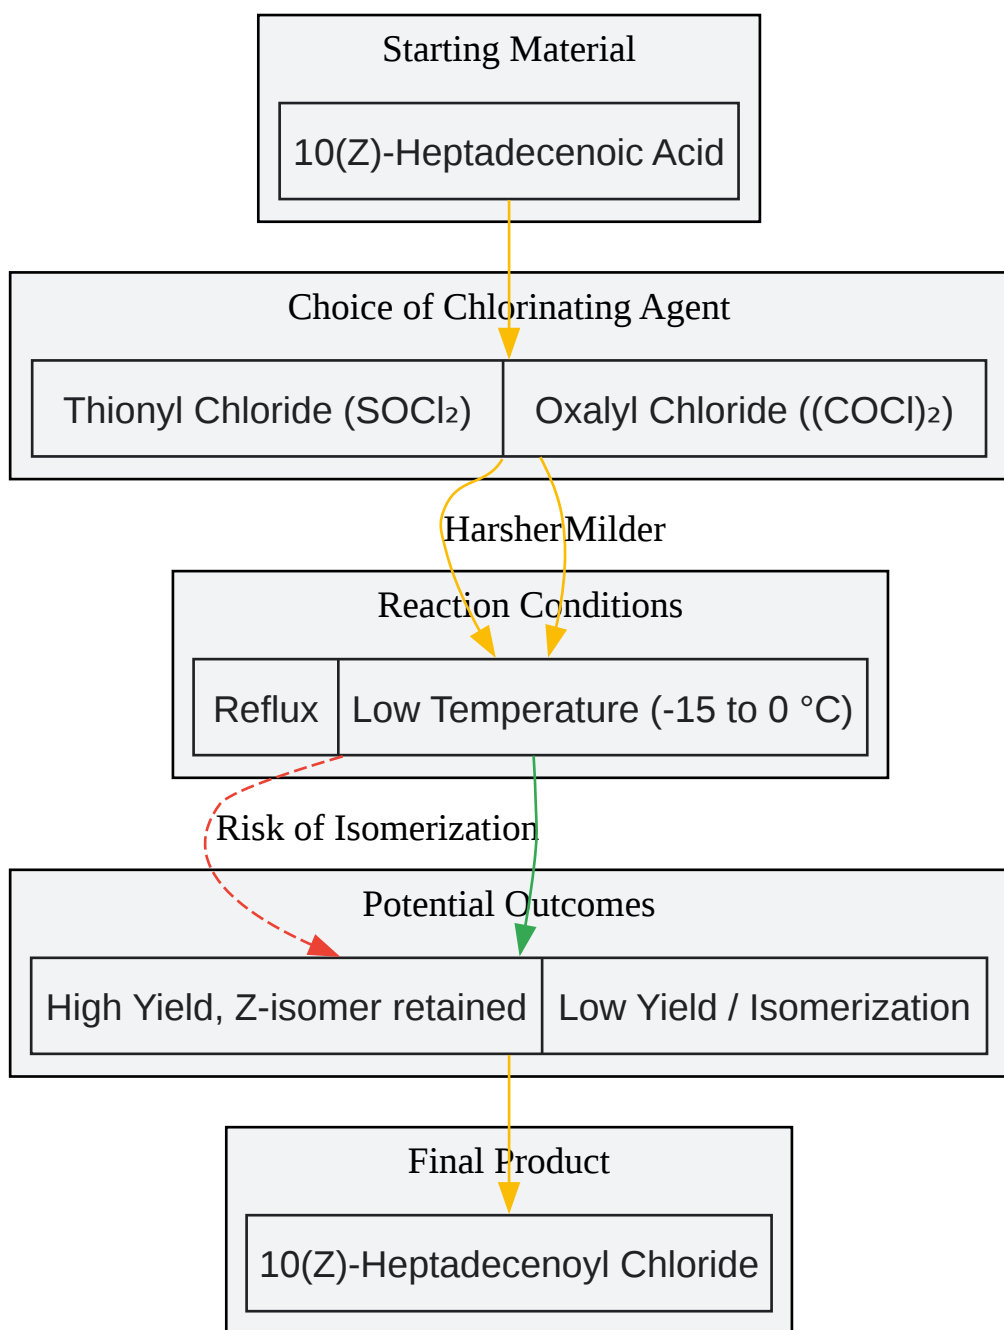 Starting Material
10(Z)-Heptadecenoic Acid
Choice of Chlorinating Agent
Thionyl Chloride (SOCl₂)
Oxalyl Chloride ((COCl)₂)
Harsher
Milder
Reaction Conditions
Reflux
Low Temperature (-15 to 0 °C)
Risk of Isomerization
Potential Outcomes
High Yield, Z-isomer retained
Low Yield / Isomerization
Final Product
10(Z)-Heptadecenoyl Chloride